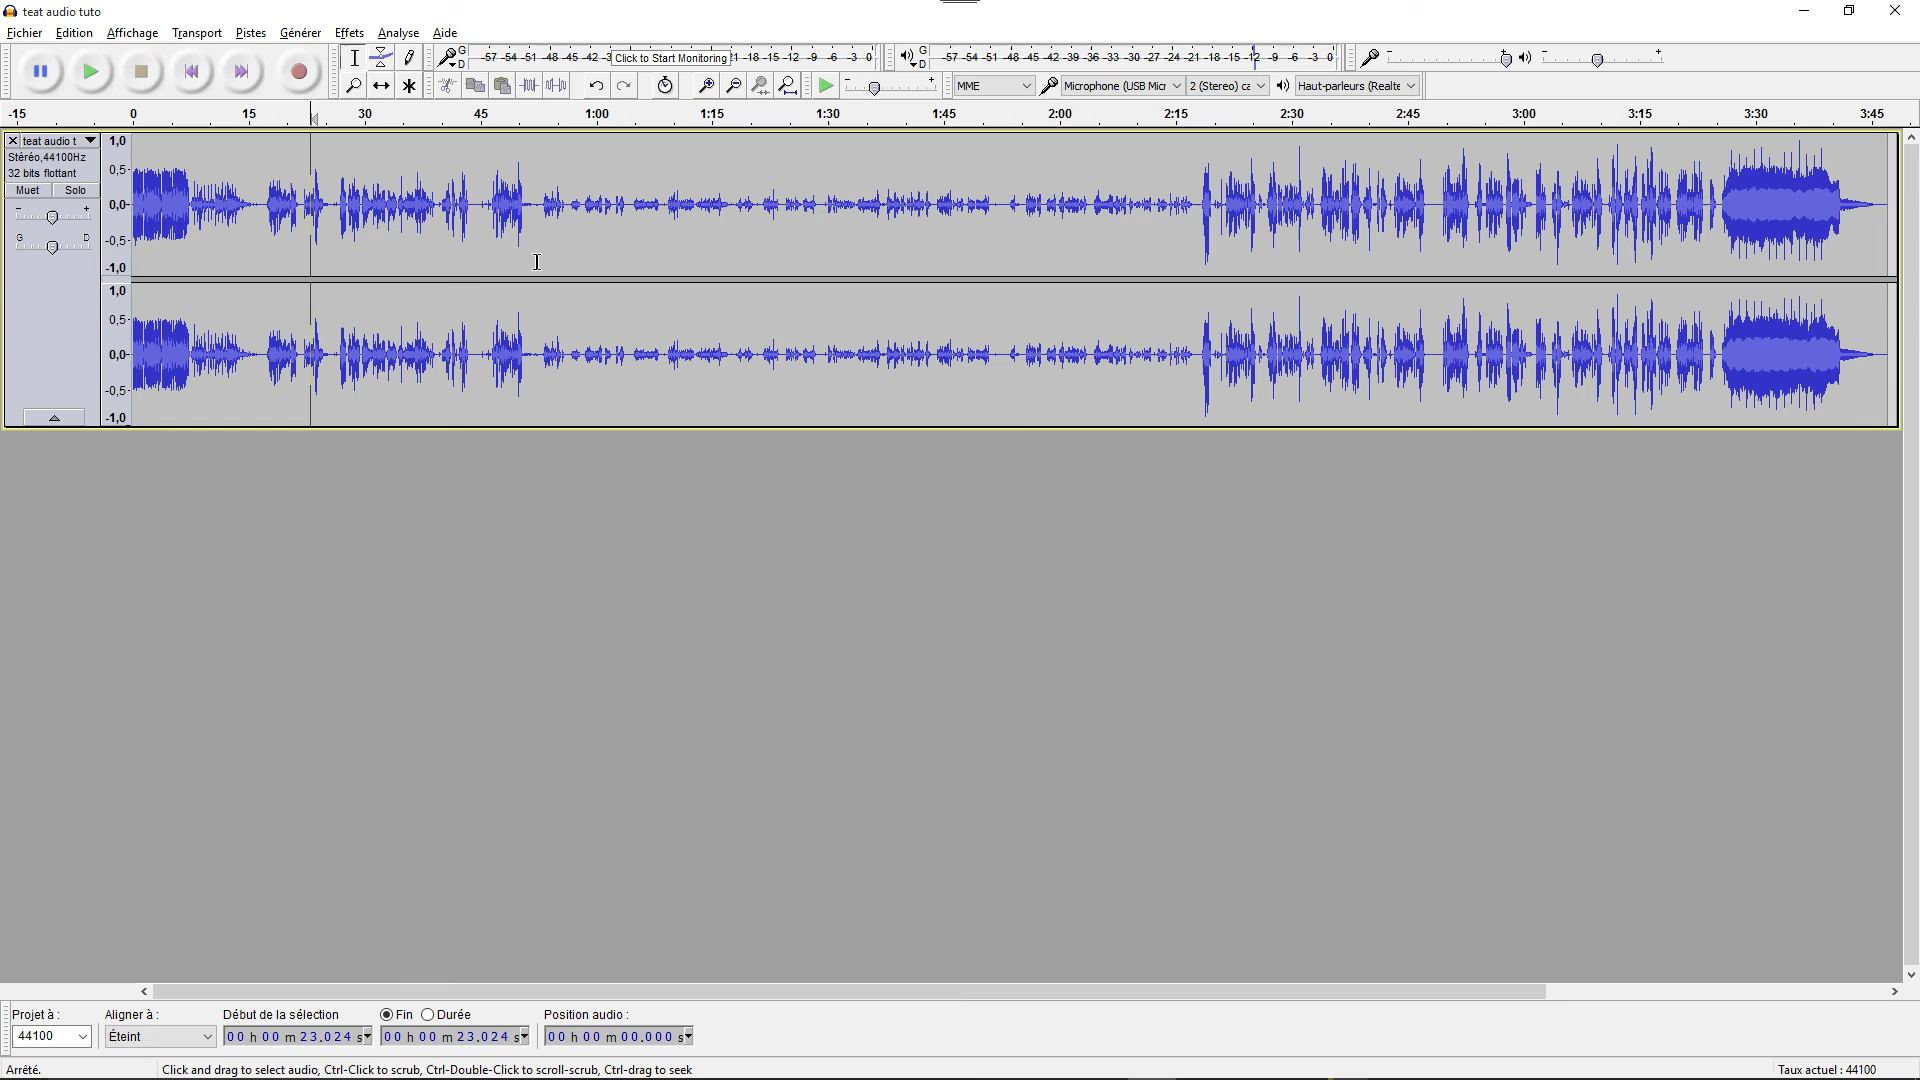 teat audio tuto
Fichier Edition Affichage Transport Pistes Générer Effets Analyse Aide
G D -57 -54 -51 -48 -45 -42 -3 Click to Start Monitoring 21 -18 -15 -12 -9 -6 -3 0 G D -57 -54 -51 -48 -45 -42 -39 -36 -33 -30 -27 -24 -21 -18 -15 -12 -9 -6 -3 0 - + - +
- + MME Microphone (USB Micr 2 (Stereo) ca Haut-parleurs (Realte
-15 0 15 30 45 1:00 1:15 1:30 1:45 2:00 2:15 2:30 2:45 3:00 3:15 3:30 3:45
teat audio t 1,0
Stéréo,44100Hz
32 bits flottant 0,5-
Muet Solo
- + 0,0-
G D -0,5-
-1,0
1,0
0,5-
0,0-
-0,5-
-1,0
Projet à : Aligner à : Début de la sélection Fin Durée Position audio :
44100 Éteint 00 h 00 m 23.024 s 00 h 00 m 23.024 s 00 h 00 m 00.000 s
Arrêté. Click and drag to select audio, Ctrl-Click to scrub, Ctrl-Double-Click to scroll-scrub, Ctrl-drag to seek Taux actuel : 44100